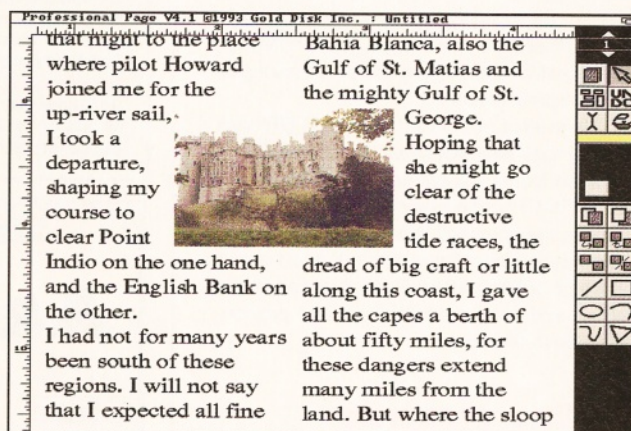 Professional Page V4.1 ©1993 Gold Disk Inc. : Untitled
that night to the place
where pilot Howard
joined me for the
up-river sail,
I took a
departure,
shaping my
course to
clear Point
Indio on the one hand,
and the English Bank on
the other.
I had not for many years
been south of these
regions. I will not say
that I expected all fine
Bahia Blanca, also the
Gulf of St. Matias and
the mighty Gulf of St.
George.
Hoping that
she might go
clear of the
destructive
tide races, the
dread of big craft or little
along this coast, I gave
all the capes a berth of
about fifty miles, for
these dangers extend
many miles from the
land. But where the sloop
1
UN
DO